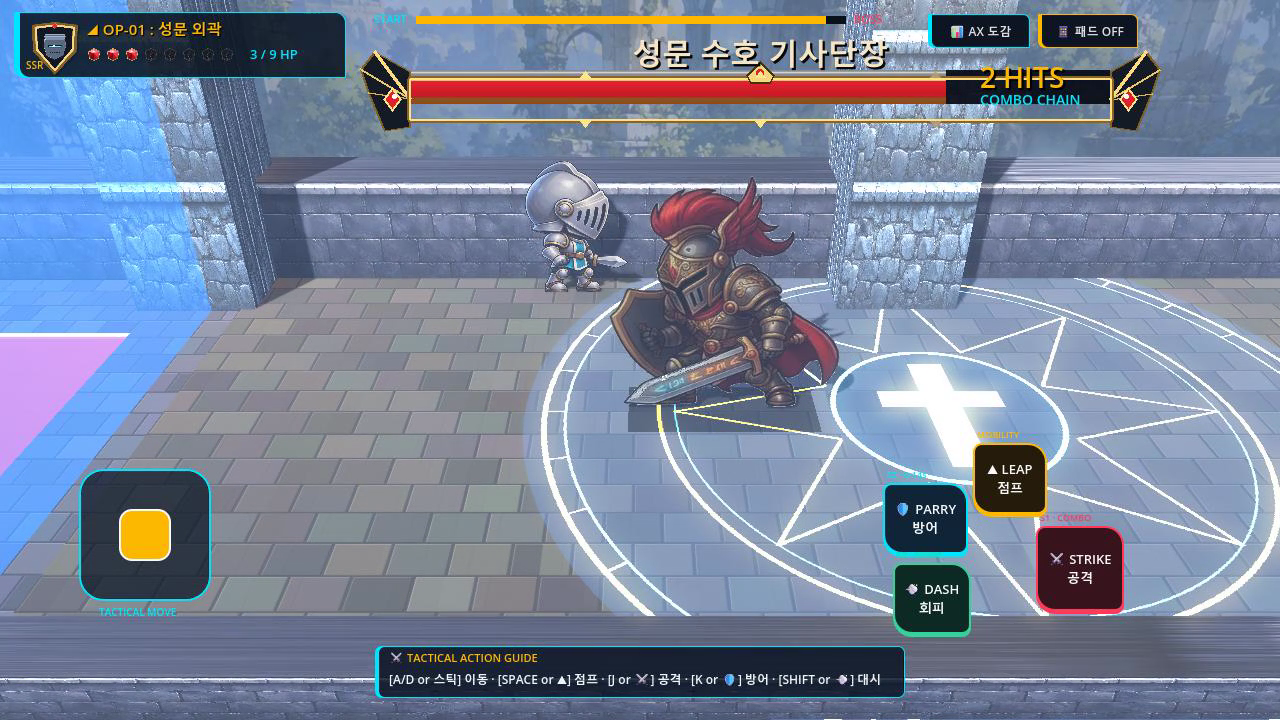 OP-01 : 성문 외곽
3 / 9 HP
SSR
START
BOSS
성문 수호 기사단장
2 HITS
COMBO CHAIN
AX 도감
패드 OFF
MOBILITY
▲ LEAP
점프
PARRY
방어
S1 · COMBO
STRIKE
공격
DASH
회피
TACTICAL MOVE
TACTICAL ACTION GUIDE
[A/D or 스틱] 이동 · [SPACE or ▲] 점프 · [J or ⚔] 공격 · [K or 🛡] 방어 · [SHIFT or 💨] 대시